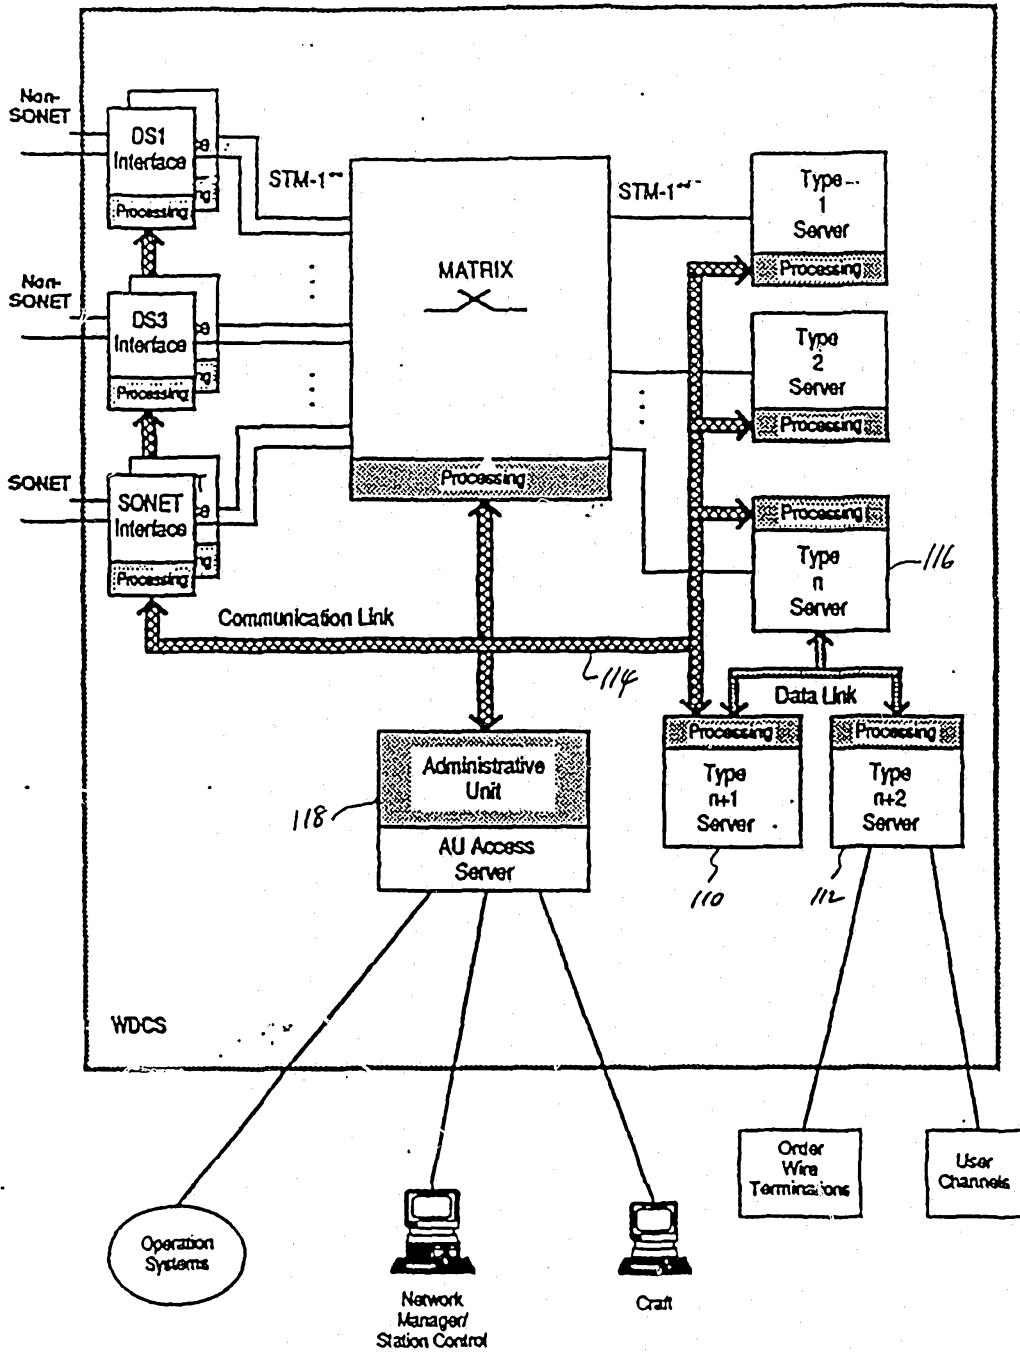 Non-
SONET
DS1
Interface
Processing
STM-1
MATRIX
Processing
STM-1
Type
1
Server
Processing
Non-
SONET
DS3
Interface
Processing
Type
2
Server
Processing
SONET
SONET
Interface
Processing
Processing
Type
n
Server
116
Communication Link
114
Data Link
Processing
Type
n+1
Server
110
Processing
Type
n+2
Server
112
Administrative
Unit
118
AU Access
Server
WDCS
Operation
Systems
Network
Manager/
Station Control
Craft
Order
Wire
Terminations
User
Channels